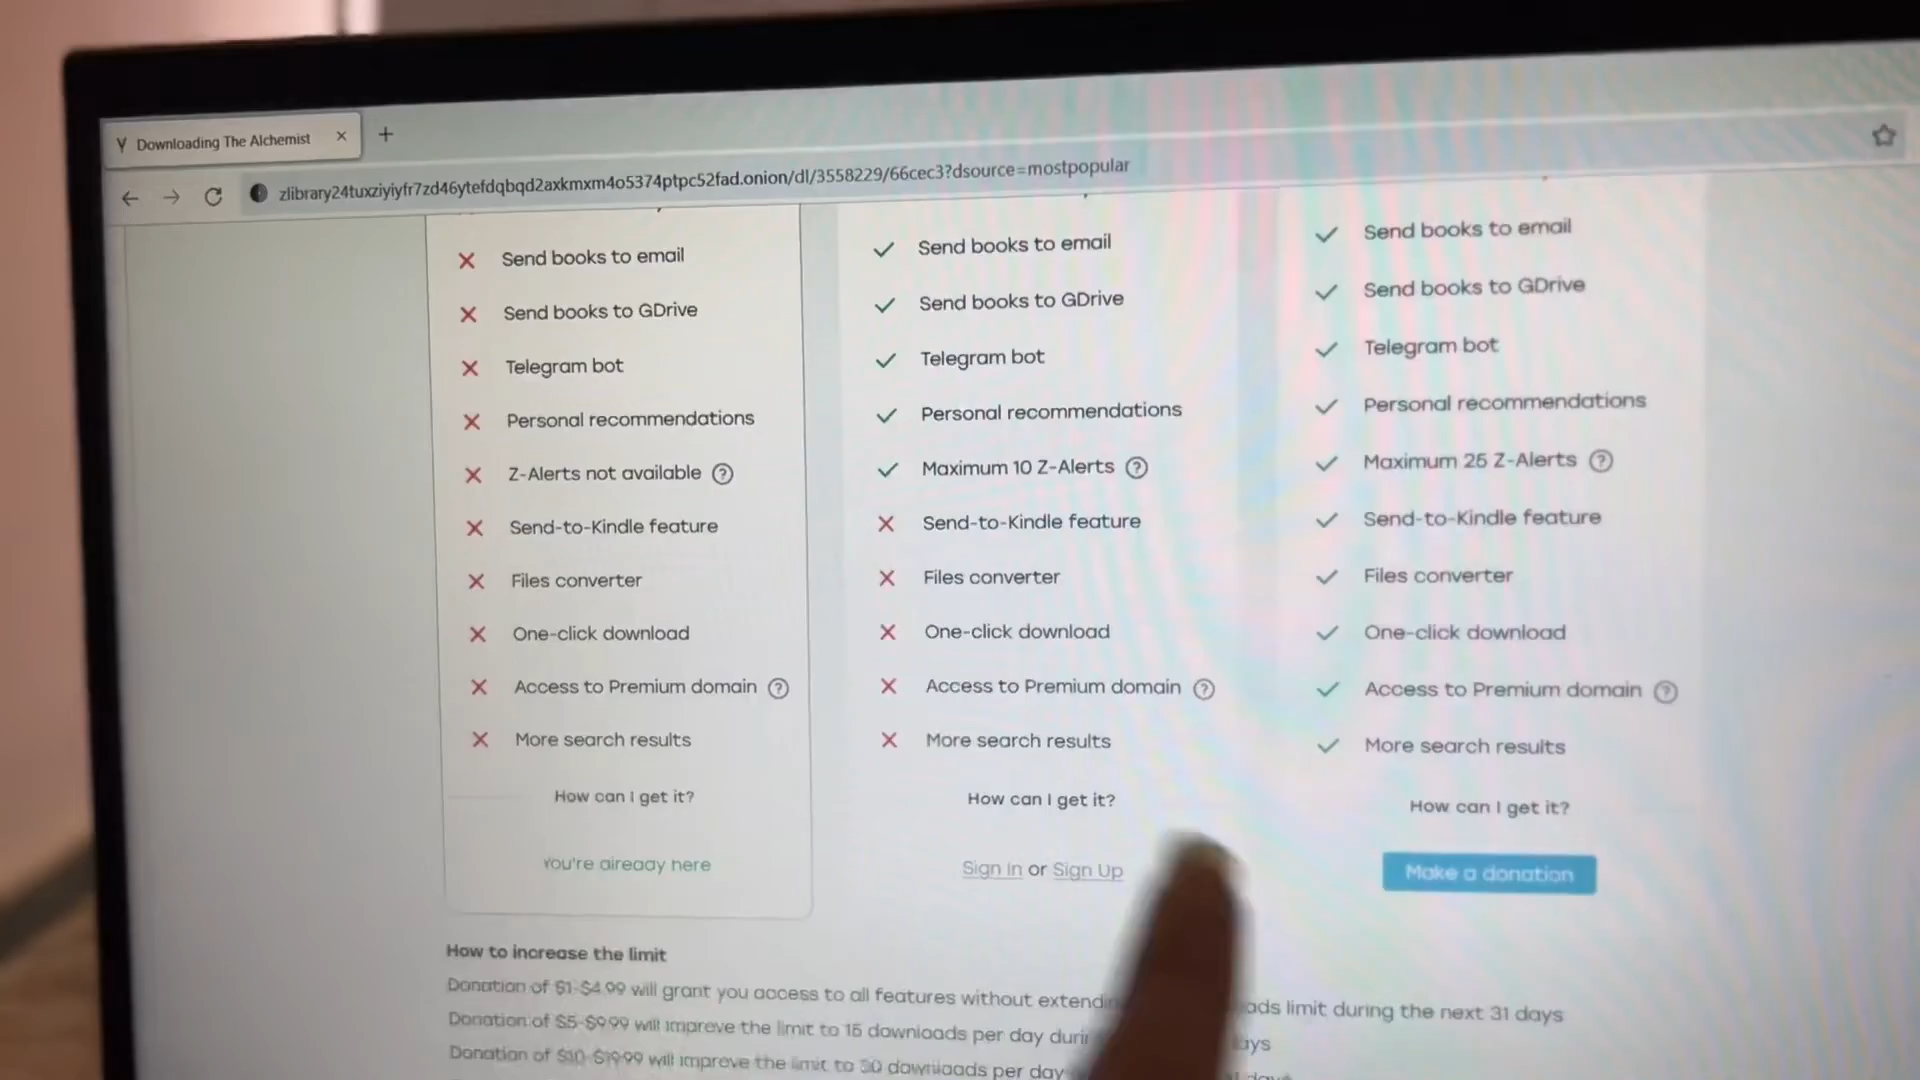 Downloading The Alchemist
zlibrary24tuxziyiyfr7zd46ytefdqbqd2axkmxm4o5374ptpc52fad.onion/dl/3558229/66cec3?dsource=mostpopular
Send books to email
Send books to GDrive
Telegram bot
Personal recommendations
Z-Alerts not available ?
Send-to-Kindle feature
Files converter
One-click download
Access to Premium domain ?
More search results
How can I get it?
You're already here
Send books to email
Send books to GDrive
Telegram bot
Personal recommendations
Maximum 10 Z-Alerts ?
Send-to-Kindle feature
Files converter
One-click download
Access to Premium domain ?
More search results
How can I get it?
Sign In or Sign Up
Send books to email
Send books to GDrive
Telegram bot
Personal recommendations
Maximum 25 Z-Alerts ?
Send-to-Kindle feature
Files converter
One-click download
Access to Premium domain ?
More search results
How can I get it?
Make a donation
How to increase the limit
Donation of $1-$4.99 will grant you access to all features without limit during the next 31 days
Donation of $5-$9.99 will improve the limit to 15 downloads per day
Donation of $10-$19.99 will improve the limit to 30 downloads per day